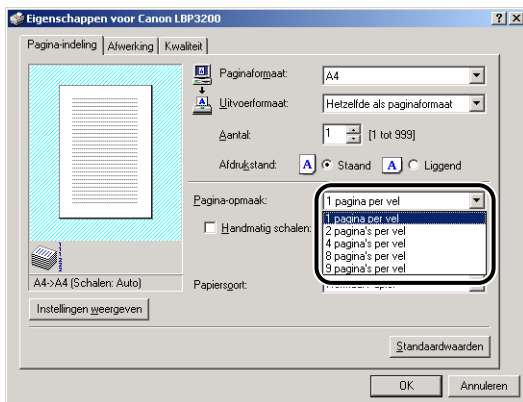 Eigenschappen voor Canon LBP3200
Pagina-indeling Afwerking Kwaliteit
Paginaformaat: A4
Uitvoerformaat: Hetzelfde als paginaformaat
Aantal: 1 [1 tot 999]
Afdrukstand: A Staand A Liggend
Pagina-opmaak: 1 pagina per vel
Handmatig schalen: 1 pagina per vel
2 pagina's per vel
4 pagina's per vel
8 pagina's per vel
9 pagina's per vel
A4->A4 (Schalen: Auto)
Papiersoort:
Instellingen weergeven
Standaardwaarden
OK Annuleren